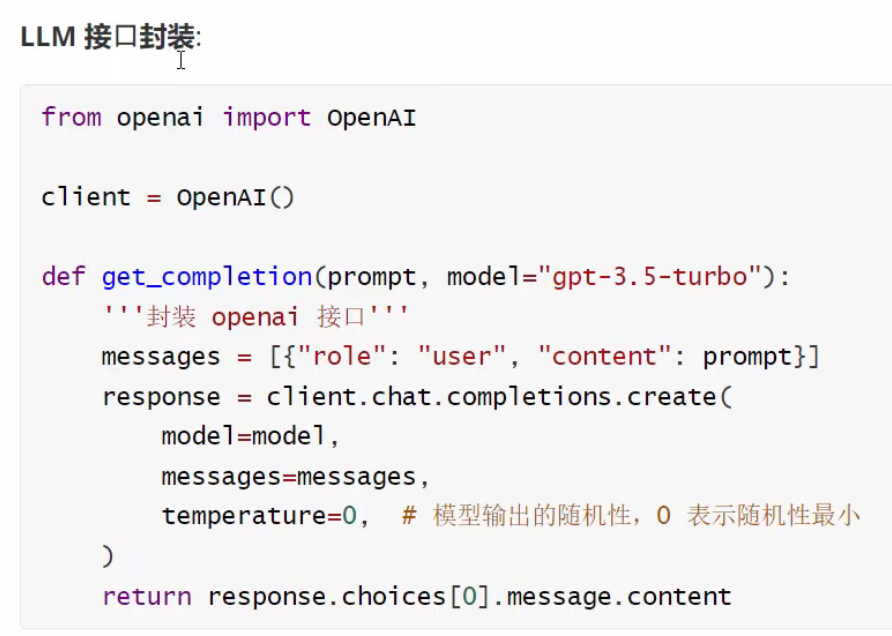 LLM 接口封装:
from openai import OpenAI
client = OpenAI()
def get_completion(prompt, model="gpt-3.5-turbo"):
    '''封装 openai 接口'''
    messages = [{"role": "user", "content": prompt}]
    response = client.chat.completions.create(
        model=model,
        messages=messages,
        temperature=0,  # 模型输出的随机性，0 表示随机性最小
    )
    return response.choices[0].message.content